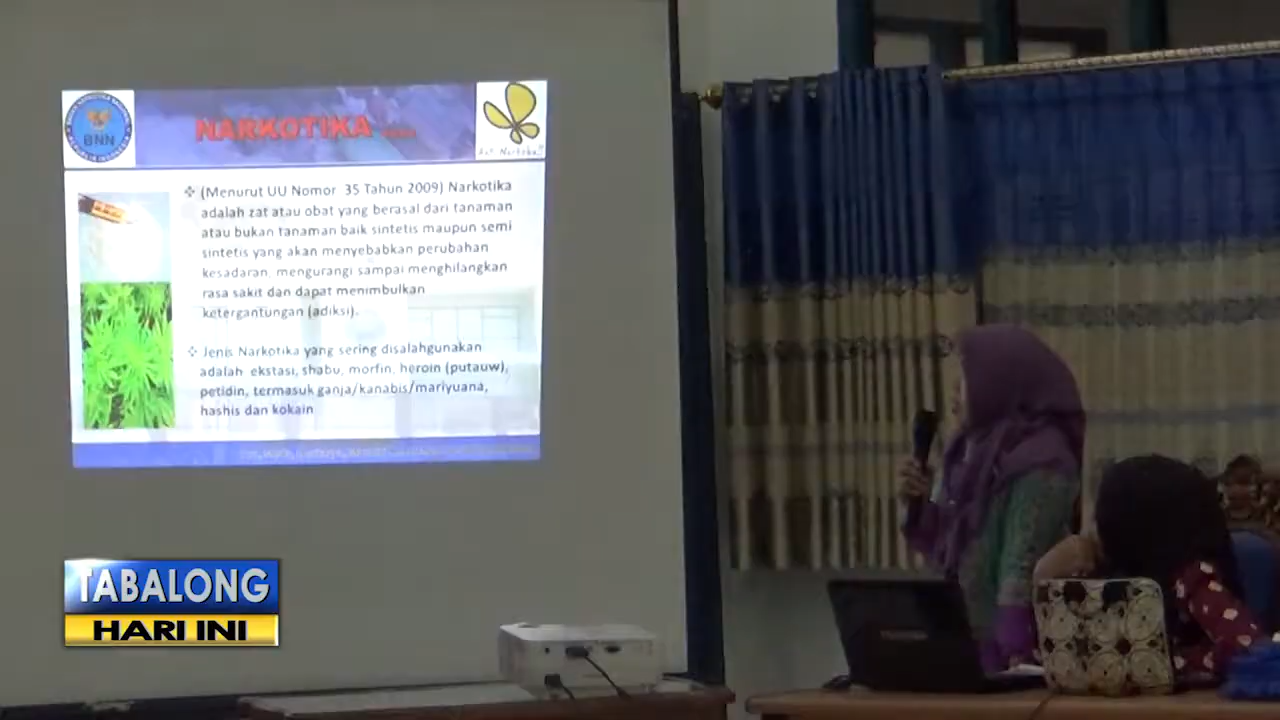 BNN
NARKOTIKA
(Menurut UU Nomor 35 Tahun 2009) Narkotika
adalah zat atau obat yang berasal dari tanaman
atau bukan tanaman baik sintetis maupun semi
sintetis yang akan menyebabkan perubahan
kesadaran, mengurangi sampai menghilangkan
rasa sakit dan dapat menimbulkan
ketergantungan (adiksi).
Jenis Narkotika yang sering disalahgunakan
adalah ekstasi, shabu, morfin, heroin (putauw),
petidin, termasuk ganja/kanabis/mariyuana,
hashis dan kokain
TABALONG
HARI INI